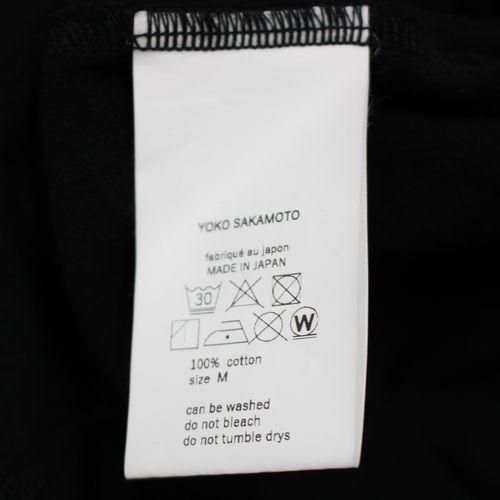 YOKO SAKAMOTO
fabriqué au japon
MADE IN JAPAN
30
W
100% cotton
size M
can be washed
do not bleach
do not tumble drys